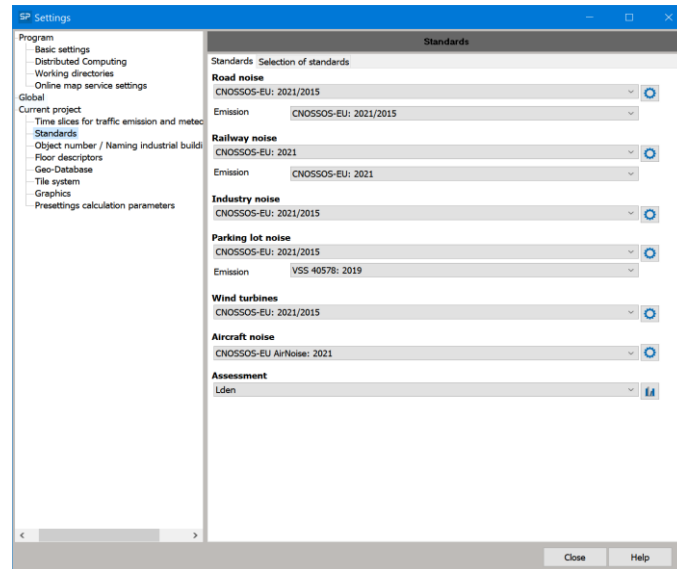 SP Settings
Program
Basic settings
Distributed Computing
Working directories
Online map service settings
Global
Current project
Time slices for traffic emission and metec
Standards
Object number / Naming industrial buildi
Floor descriptors
Geo-Database
Tile system
Graphics
Presettings calculation parameters
Standards
Standards Selection of standards
Road noise
CNOSSOS-EU: 2021/2015
Emission CNOSSOS-EU: 2021/2015
Railway noise
CNOSSOS-EU: 2021
Emission CNOSSOS-EU: 2021
Industry noise
CNOSSOS-EU: 2021/2015
Parking lot noise
CNOSSOS-EU: 2021/2015
Emission VSS 40578: 2019
Wind turbines
CNOSSOS-EU: 2021/2015
Aircraft noise
CNOSSOS-EU AirNoise: 2021
Assessment
Lden
Close Help